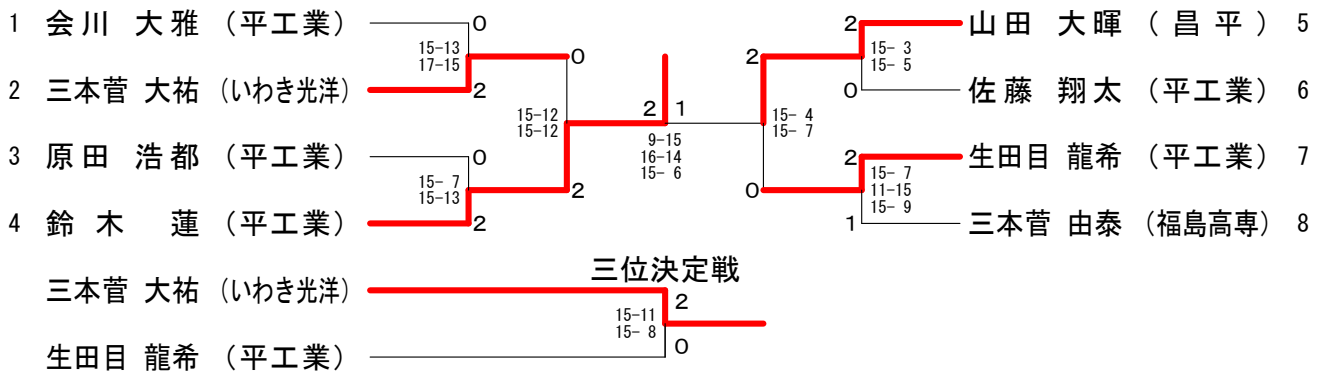 1 会川 大雅 (平工業) 0
15-13
17-15
0
2 三本菅 大祐 (いわき光洋) 2
15-12
15-12
3 原田 浩都 (平工業) 0
15- 7
15-13
2
4 鈴木 蓮 (平工業) 2
2 1
9-15
16-14
15- 6
2 山田 大暉 (昌平) 5
15- 3
15- 5
2
0 佐藤 翔太 (平工業) 6
15- 4
15- 7
2 生田目 龍希 (平工業) 7
15- 7
11-15
15- 9
0
1 三本菅 由泰 (福島高専) 8
三位決定戦
三本菅 大祐 (いわき光洋) 2
15-11
15- 8
生田目 龍希 (平工業) 0